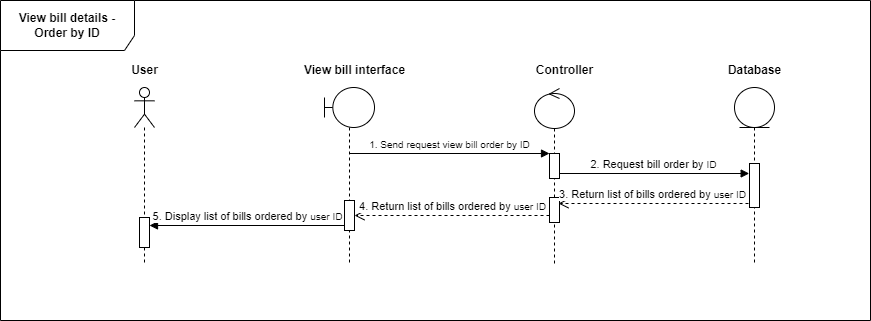 View bill details -
Order by ID
User
View bill interface
Controller
Database
1. Send request view bill order by ID
2. Request bill order by ID
3. Return list of bills ordered by user ID
4. Return list of bills ordered by user ID
5. Display list of bills ordered by user ID